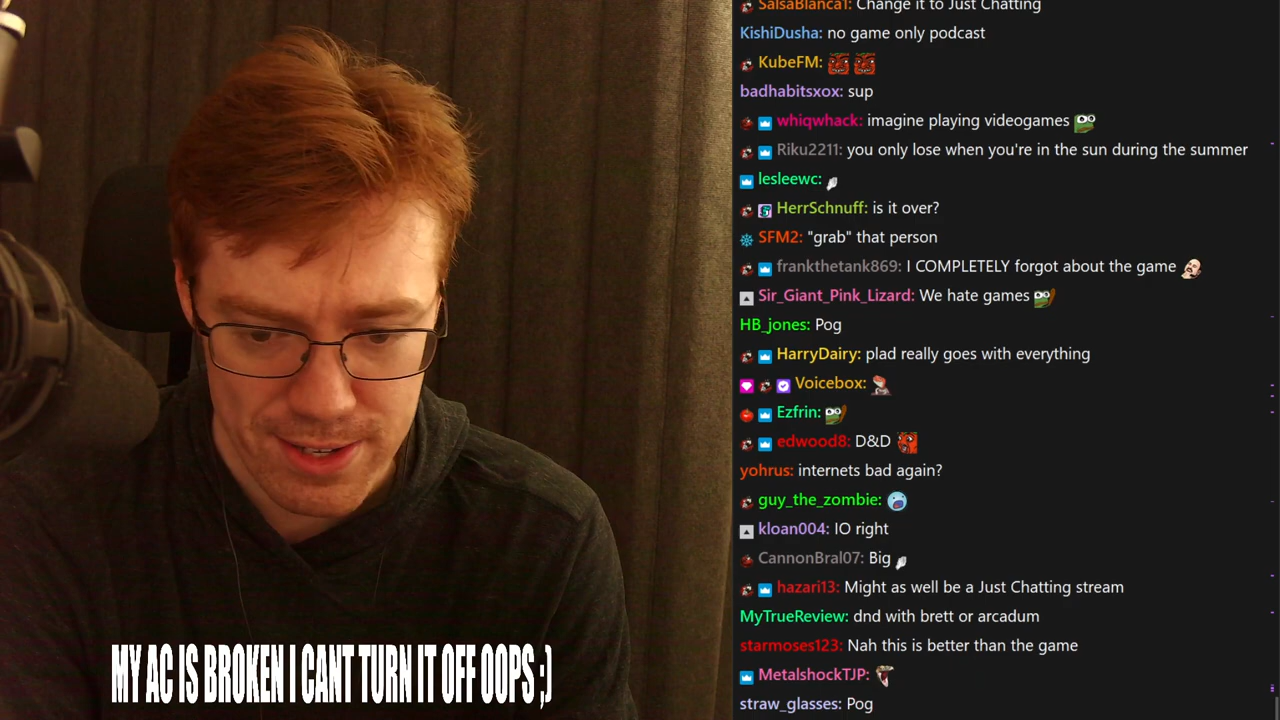 SalsaBlanca1: Change it to Just Chatting
KishiDusha: no game only podcast
KubeFM:
badhabitsxox: sup
whiqwhack: imagine playing videogames
Riku2211: you only lose when you're in the sun during the summer
lesleewc:
HerrSchnuff: is it over?
SFM2: "grab" that person
frankthetank869: I COMPLETELY forgot about the game
Sir_Giant_Pink_Lizard: We hate games
HB_jones: Pog
HarryDairy: plad really goes with everything
Voicebox:
Ezfrin:
edwood8: D&D
yohrus: internets bad again?
guy_the_zombie:
kloan004: IO right
CannonBral07: Big
hazari13: Might as well be a Just Chatting stream
MyTrueReview: dnd with brett or arcadum
starmoses123: Nah this is better than the game
MetalshockTJP:
straw_glasses: Pog
MY AC IS BROKEN I CANT TURN IT OFF OOPS ;)